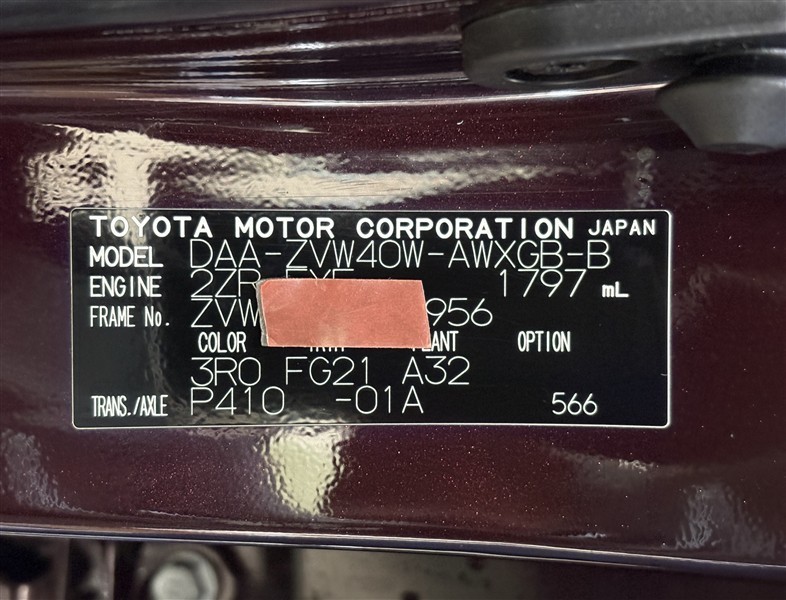 TOYOTA MOTOR CORPORATION JAPAN
MODEL DAA-ZVW40W-AWXGB-B
ENGINE 1797 mL
FRAME No. ZVW 956
COLOR OPTION
3R0 FG21 A32
TRANS./AXLE P410 -01A 566